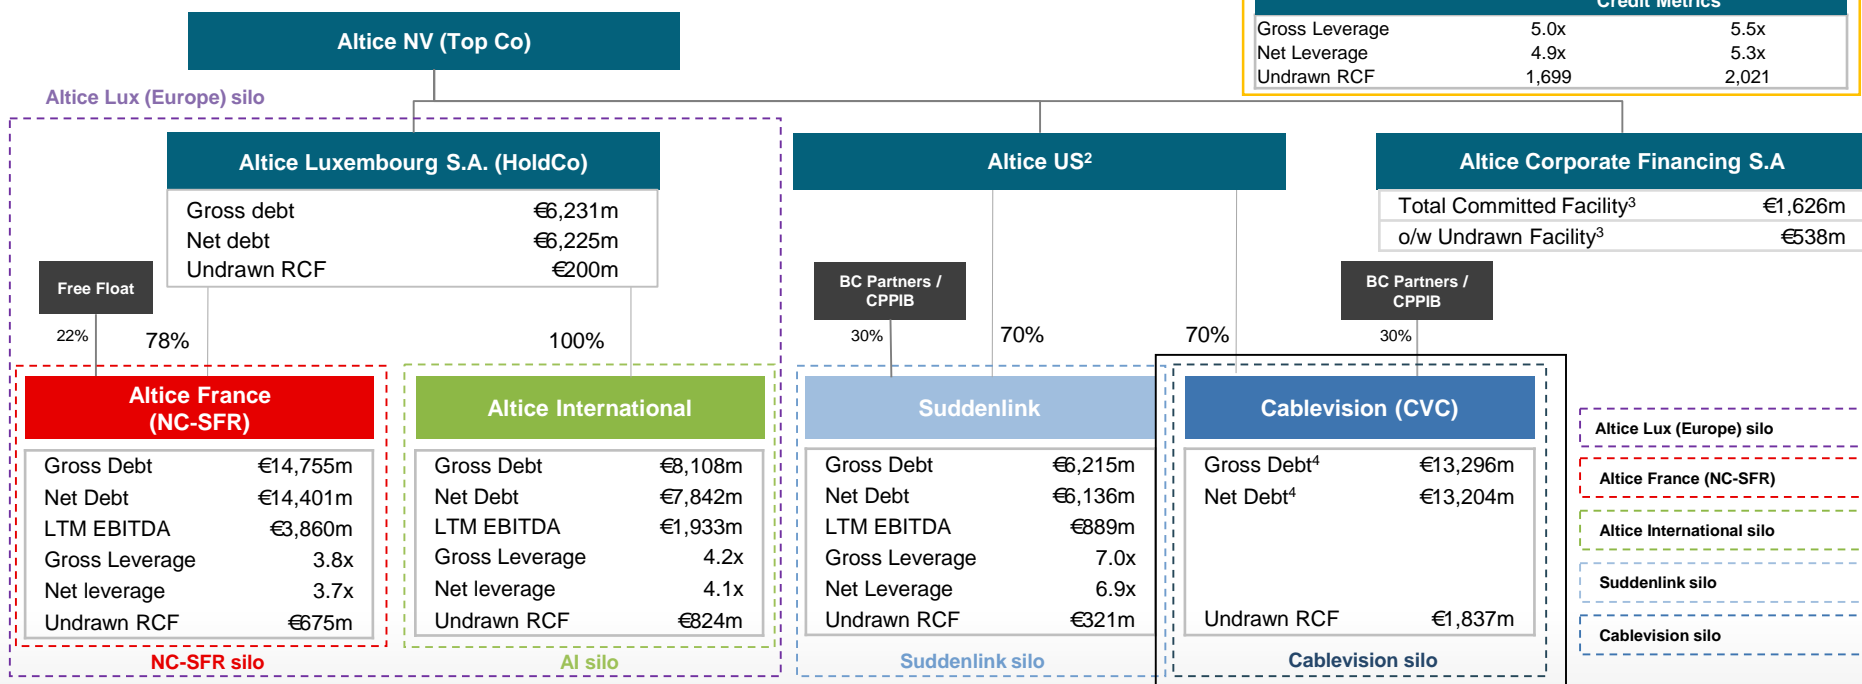 Credit Metrics
Gross Leverage 5.0x 5.5x
Net Leverage 4.9x 5.3x
Undrawn RCF 1,699 2,021
Altice NV (Top Co)
Altice Lux (Europe) silo
Altice Luxembourg S.A. (HoldCo)
Gross debt €6,231m
Net debt €6,225m
Undrawn RCF €200m
Altice US²
Altice Corporate Financing S.A
Total Committed Facility³ €1,626m
o/w Undrawn Facility³ €538m
Free Float
22%
78%
100%
BC Partners /
CPPIB
30%
70%
70%
BC Partners /
CPPIB
30%
Altice France
(NC-SFR)
Gross Debt €14,755m
Net Debt €14,401m
LTM EBITDA €3,860m
Gross Leverage 3.8x
Net leverage 3.7x
Undrawn RCF €675m
NC-SFR silo
Altice International
Gross Debt €8,108m
Net Debt €7,842m
LTM EBITDA €1,933m
Gross Leverage 4.2x
Net leverage 4.1x
Undrawn RCF €824m
AI silo
Suddenlink
Gross Debt €6,215m
Net Debt €6,136m
LTM EBITDA €889m
Gross Leverage 7.0x
Net Leverage 6.9x
Undrawn RCF €321m
Suddenlink silo
Cablevision (CVC)
Gross Debt⁴ €13,296m
Net Debt⁴ €13,204m
Undrawn RCF €1,837m
Cablevision silo
Altice Lux (Europe) silo
Altice France (NC-SFR)
Altice International silo
Suddenlink silo
Cablevision silo